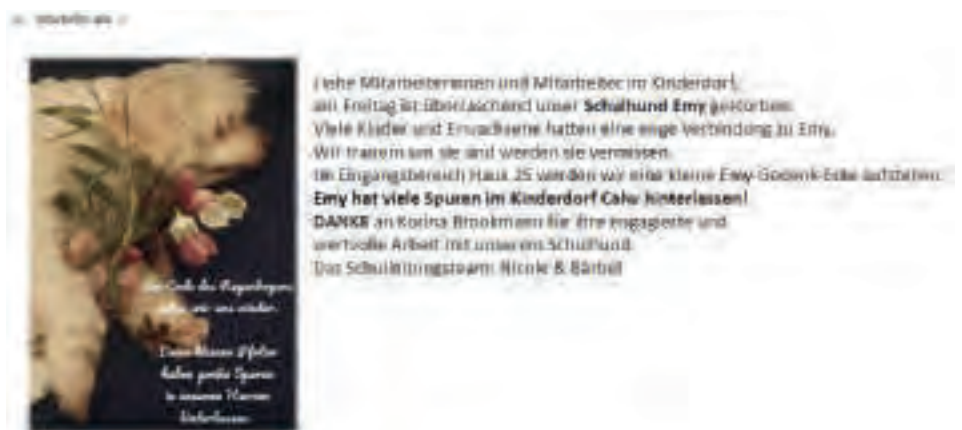 Liebe Mitarbeiterinnen und Mitarbeiter im Kinderdorf,
am Freitag ist überraschend unser Schulhund Emy gestorben.
Viele Kinder und Erwachsene hatten eine enge Verbindung zu Emy.
Wir trauern um sie und werden sie vermissen.
Im Eingangsbereich Haus 25 werden wir eine kleine Emy-Gedenk-Ecke aufstellen.
Emy hat viele Spuren im Kinderdorf Calw hinterlassen!
DANKE an Korina Brookmann für ihre engagierte und
wertvolle Arbeit mit unserem Schulhund.
Das Schulleitungsteam: Nicole & Bärbel
Am Ende des Regenbogens
sehen wir uns wieder.
Deine kleinen Pfoten
haben große Spuren
in unseren Herzen
hinterlassen.